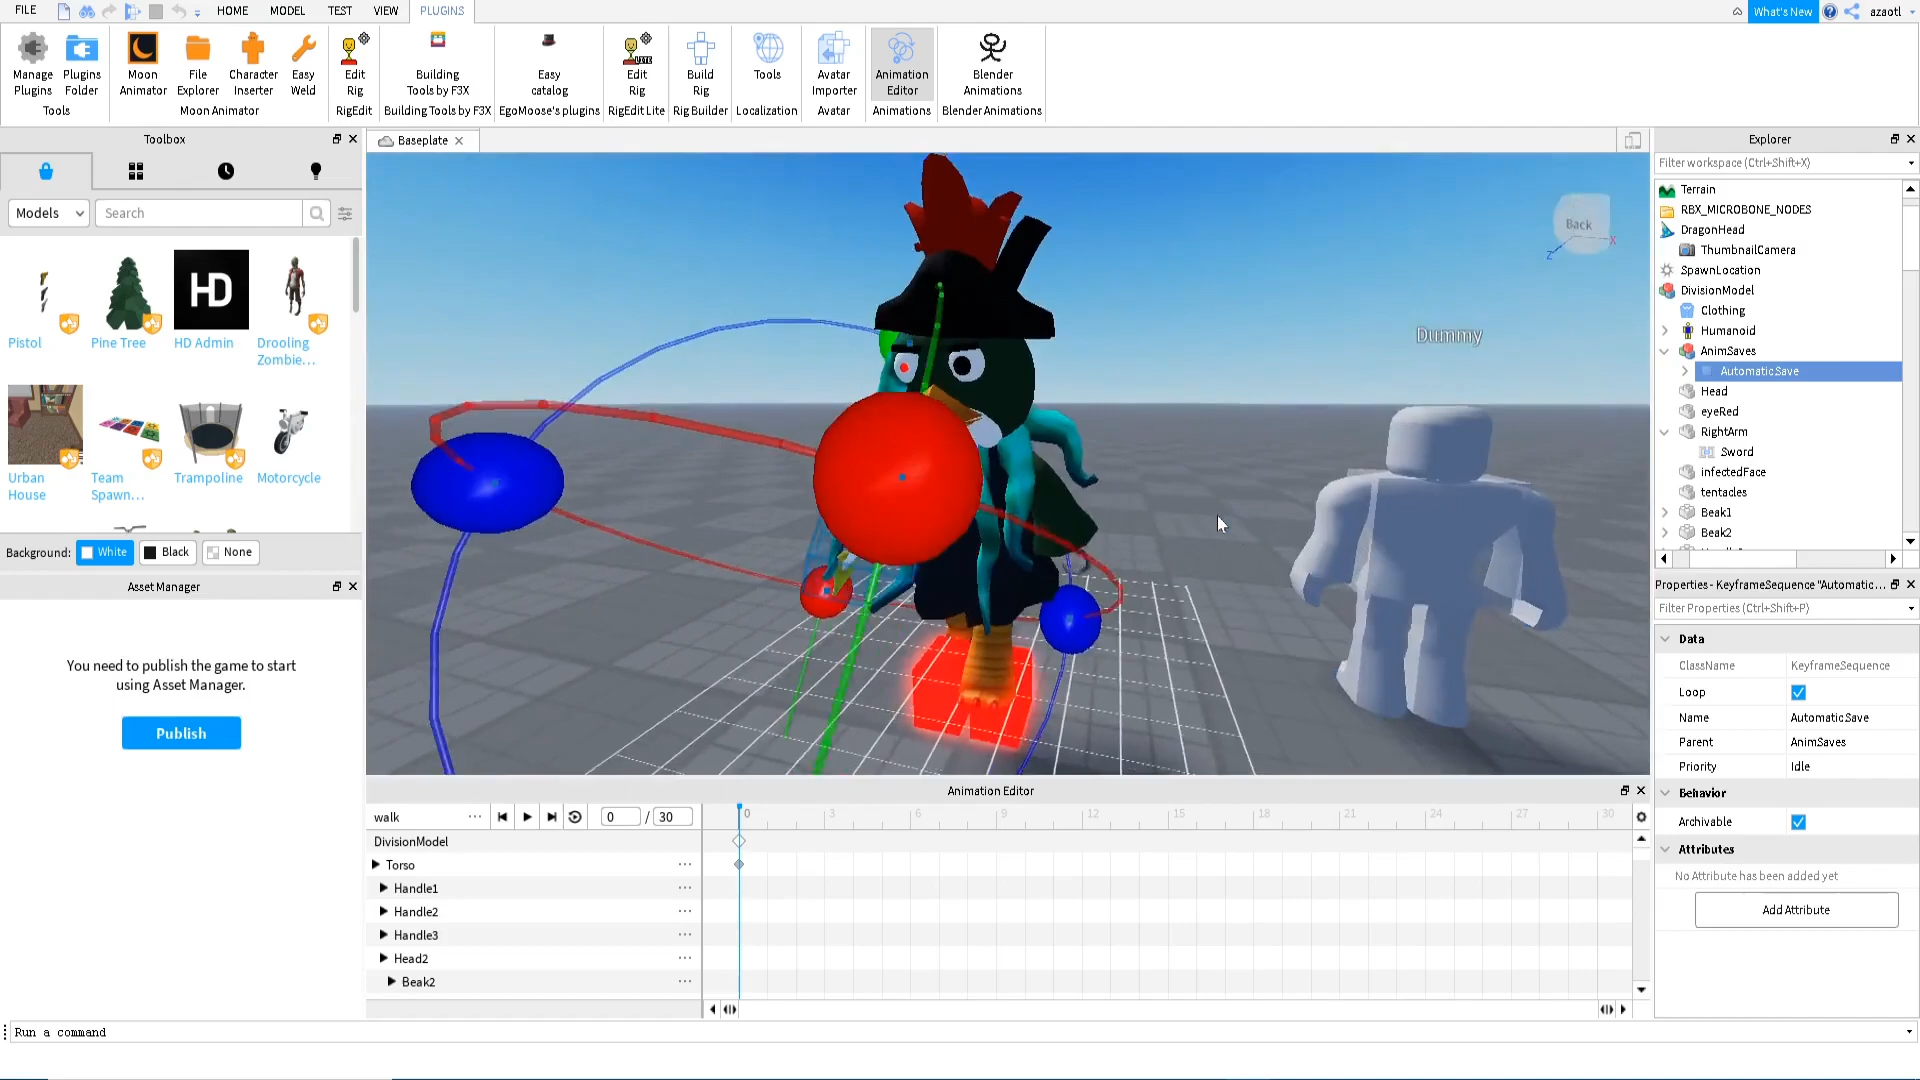 FILE
HOME
MODEL
TEST
VIEW
PLUGINS
What's New
azaotl
Manage Plugins
Plugins Folder
Moon Animator
File Explorer
Character Inserter
Easy Weld
Edit Rig
Building Tools by F3X
Easy catalog
Edit Rig
LITE
Build Rig
Tools
Avatar Importer
Animation Editor
Blender Animations
Tools
Moon Animator
RigEdit
Building Tools by F3X
EgoMoose's plugins
RigEdit Lite
Rig Builder
Localization
Avatar
Animations
Blender Animations
Toolbox
Models
Search
HD
Pistol
Pine Tree
HD Admin
Drooling Zombie...
Urban House
Team Spawn...
Trampoline
Motorcycle
Background:
White
Black
None
Asset Manager
You need to publish the game to start
using Asset Manager.
Publish
Baseplate
Back
X
Z
Dummy
Animation Editor
walk
0 / 30
0 3 6 9 12 15 18 21 24 27 30
DivisionModel
Torso
Handle1
Handle2
Handle3
Head2
Beak2
Explorer
Filter workspace (Ctrl+Shift+X)
Terrain
RBX_MICROBONE_NODES
DragonHead
ThumbnailCamera
SpawnLocation
DivisionModel
Clothing
Humanoid
AnimSaves
Automatic Save
Head
eyeRed
RightArm
Sword
infectedFace
tentacles
Beak1
Beak2
Properties - KeyframeSequence "Automatic...
Filter Properties (Ctrl+Shift+P)
Data
ClassName KeyframeSequence
Loop
Name Automatic Save
Parent AnimSaves
Priority Idle
Behavior
Archivable
Attributes
No Attribute has been added yet
Add Attribute
Run a command